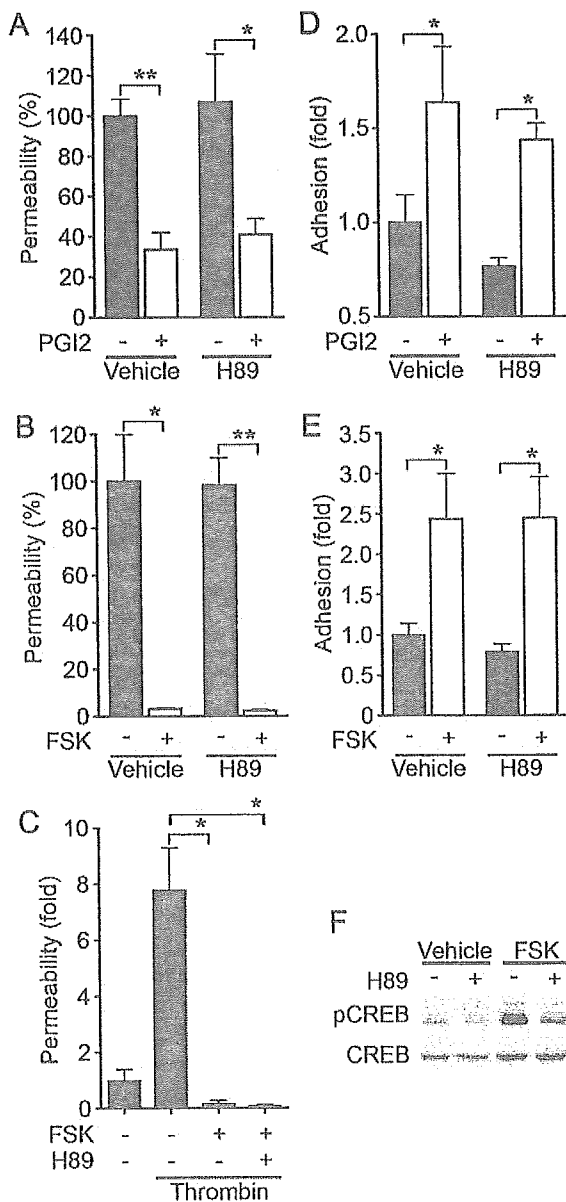 A
Permeability (%)
140
120
100
80
60
40
20
0
**
*
PGI2 - + - +
Vehicle H89
D
Adhesion (fold)
2.0
1.5
1.0
0.5
*
*
PGI2 - + - +
Vehicle H89
B
Permeability (%)
120
100
80
60
40
20
0
*
**
FSK - + - +
Vehicle H89
E
Adhesion (fold)
3.5
3.0
2.5
2.0
1.5
1.0
0.5
0
*
*
FSK - + - +
Vehicle H89
C
Permeability (fold)
10
8
6
4
2
0
*
*
FSK - - + +
H89 - - - +
Thrombin
F
Vehicle FSK
H89 - + - +
pCREB
CREB